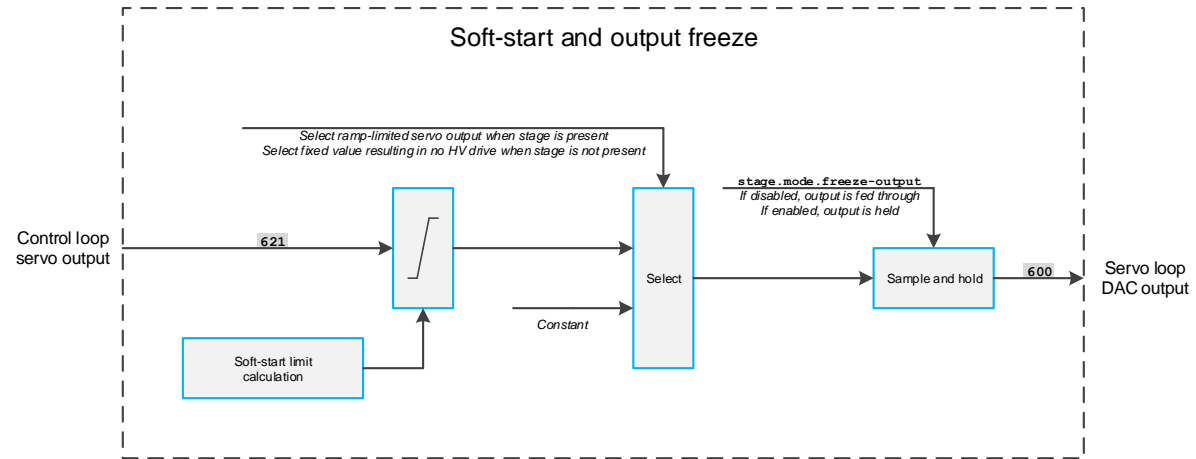 Soft-start and output freeze
Select ramp-limited servo output when stage is present
Select fixed value resulting in no HV drive when stage is not present
stage.mode.freeze-output
If disabled, output is fed through
If enabled, output is held
Control loop
servo output
621
Select
Sample and hold
600
Servo loop
DAC output
Constant
Soft-start limit
calculation